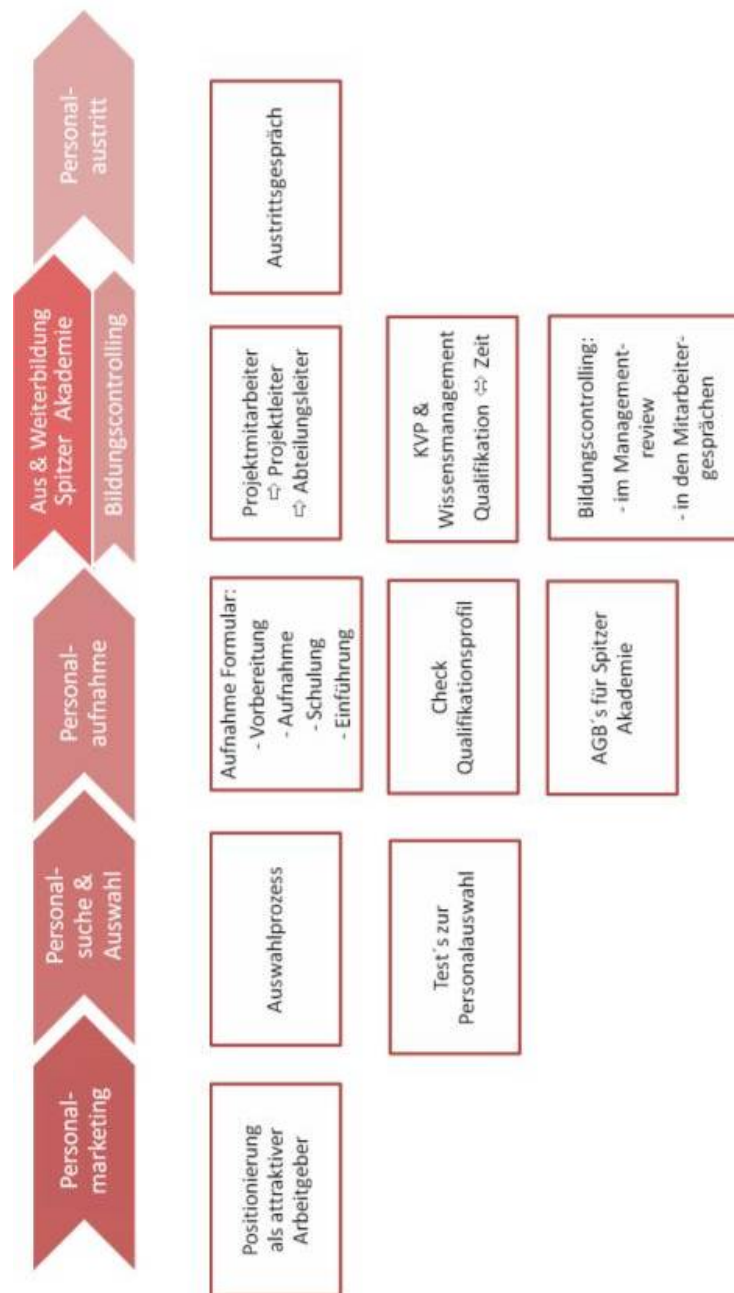 Personal-
marketing
Personal-
suche &
Auswahl
Personal-
aufnahme
Aus & Weiterbildung
Spitzer Akademie
Bildungscontrolling
Personal-
austritt
Positionierung
als attraktiver
Arbeitgeber
Auswahlprozess
Test´s zur
Personalauswahl
Aufnahme Formular:
- Vorbereitung
- Aufnahme
- Schulung
- Einführung
Check
Qualifikationsprofil
AGB´s für Spitzer
Akademie
Projektmitarbeiter
⇨ Projektleiter
⇨ Abteilungsleiter
KVP &
Wissensmanagement
Qualifikation ⬄ Zeit
Bildungscontrolling:
- im Management-
review
- in den Mitarbeiter-
gesprächen
Austrittsgespräch